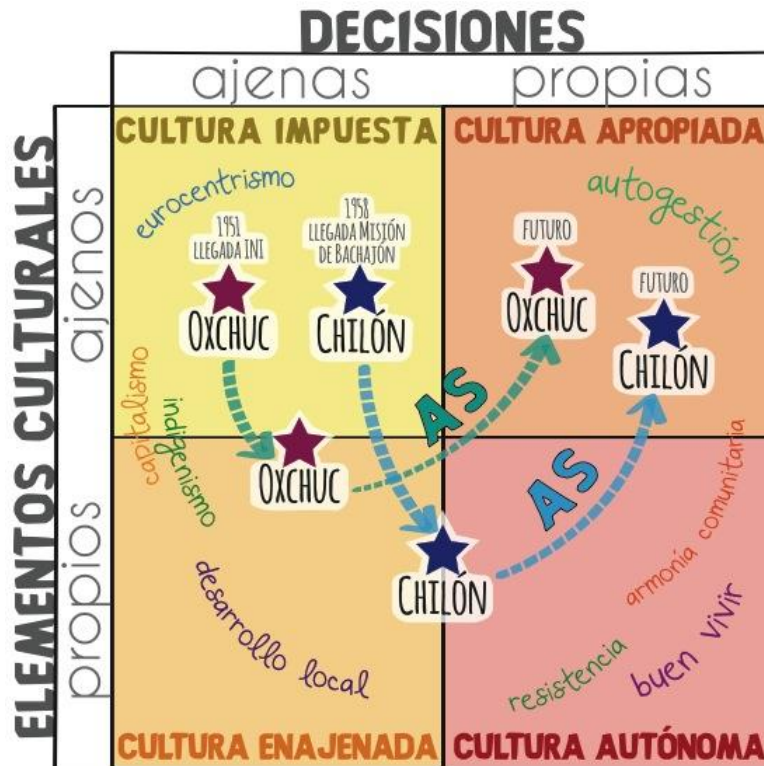 DECISIONES
ajenas
propias
ELEMENTOS CULTURALES
ajenos
propios
CULTURA IMPUESTA
eurocentrismo
1951
LLEGADA INI
OXCHUC
1958
LLEGADA MISIÓN
DE BACHAJÓN
CHILÓN
CULTURA APROPIADA
autogestión
FUTURO
OXCHUC
FUTURO
CHILÓN
capitalismo
indigenismo
AS
AS
OXCHUC
CHILÓN
desarrollo local
CULTURA ENAJENADA
armonía comunitaria
resistencia
buen vivir
CULTURA AUTÓNOMA